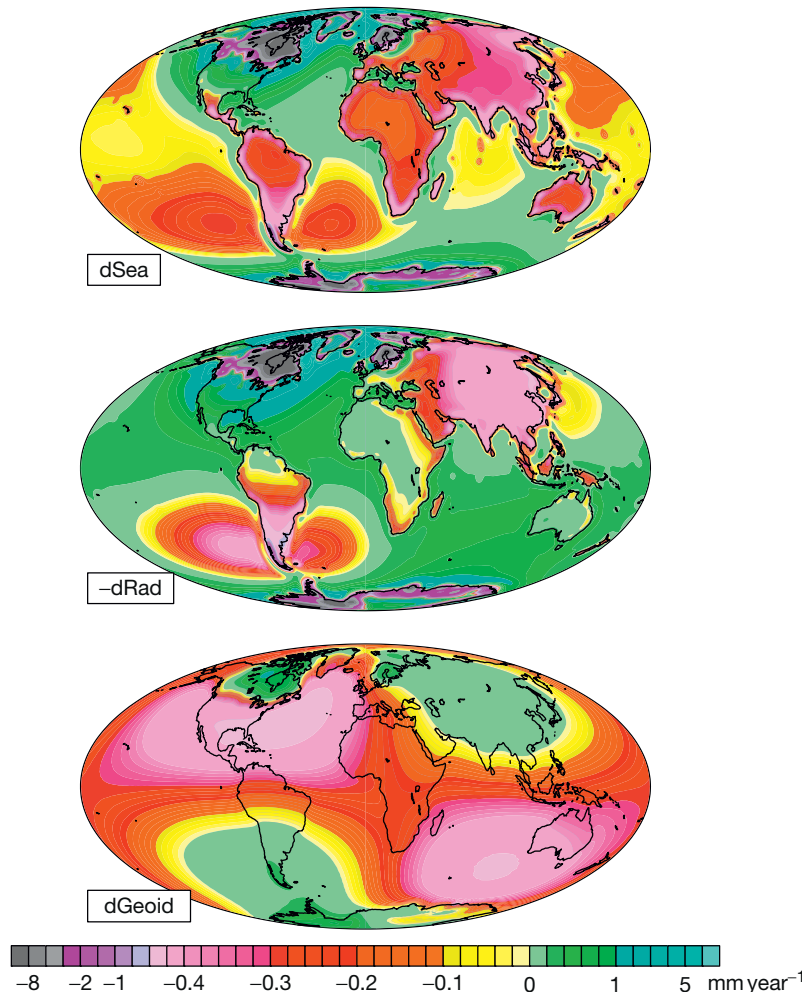 dSea
–dRad
dGeoid
–8 –2 –1 –0.4 –0.3 –0.2 –0.1 0 1 5 mm year⁻¹